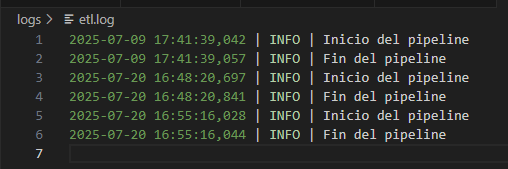 logs > etl.log
1 2025-07-09 17:41:39,042 | INFO | Inicio del pipeline
2 2025-07-09 17:41:39,057 | INFO | Fin del pipeline
3 2025-07-20 16:48:20,697 | INFO | Inicio del pipeline
4 2025-07-20 16:48:20,841 | INFO | Fin del pipeline
5 2025-07-20 16:55:16,028 | INFO | Inicio del pipeline
6 2025-07-20 16:55:16,044 | INFO | Fin del pipeline
7